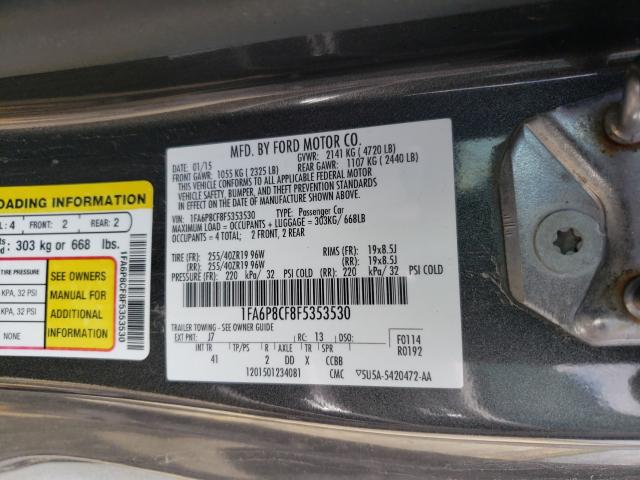 MFD. BY FORD MOTOR CO.
DATE: 01/15 GVWR: 2141 KG ( 4720 LB)
FRONT GAWR: 1055 KG ( 2325 LB) REAR GAWR: 1107 KG ( 2440 LB)
THIS VEHICLE CONFORMS TO ALL APPLICABLE FEDERAL MOTOR
VEHICLE SAFETY, BUMPER, AND THEFT PREVENTION STANDARDS
IN EFFECT ON THE DATE OF MANUFACTURE SHOWN ABOVE.
VIN: 1FA6P8CF8F5353530 TYPE: Passenger Car
MAXIMUM LOAD = OCCUPANTS + LUGGAGE = 303KG/ 668LB
OCCUPANTS = 4 TOTAL 2 FRONT, 2 REAR
TIRE (FR): 255/40ZR19 96W RIMS (FR): 19x8.5J
TIRE (RR): 255/40ZR19 96W RIMS (RR): 19x8.5J
PRESSURE (FR) 220 kPa/ 32 PSI COLD (RR) 220 kPa/ 32 PSI COLD
1FA6P8CF8F5353530
TRAILER TOWING - SEE OWNER GUIDE
EXT PNT: J7 RC: 13 DSO: F0114
INT TR TP/PS R AXLE TR SPR R0192
41 2 DD X CCBB
1201501234081 CMC 5U5A-5420472-AA
LOADING INFORMATION
: 4 FRONT: 2 REAR: 2
303 kg or 668 lbs.
TIRE PRESSURE
KPA, 32 PSI
KPA, 32 PSI
NONE
SEE OWNERS
MANUAL FOR
ADDITIONAL
INFORMATION
1FA6P8CF8F5353530